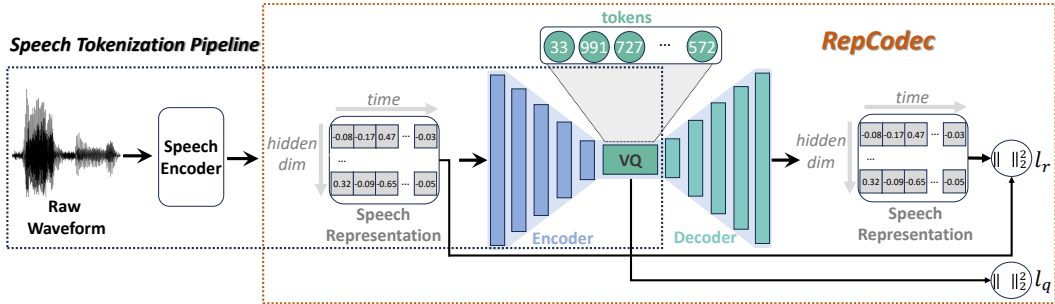 tokens
33 991 727 ... 572
Speech Tokenization Pipeline
RepCodec
time
hidden
dim
-0.08 -0.17 0.47 ... -0.03
...
0.32 -0.09 -0.65 ... -0.05
Speech
Representation
Raw
Waveform
Speech
Encoder
VQ
Encoder
Decoder
time
hidden
dim
-0.08 -0.17 0.47 ... -0.03
...
0.32 -0.09 -0.65 ... -0.05
Speech
Representation
‖ ‖₂² lᵣ
‖ ‖₂² l_q